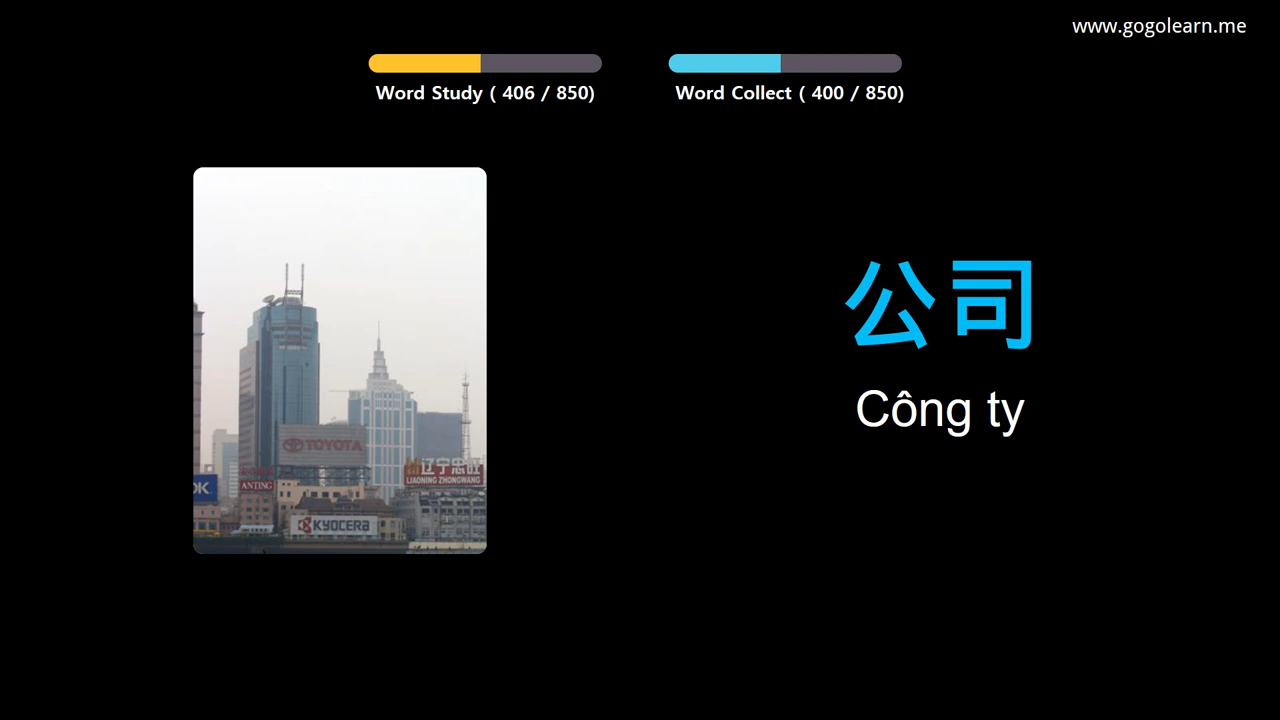 www.gogolearn.me
Word Study ( 406 / 850)
Word Collect ( 400 / 850)
公司
Công ty
TOYOTA
辽宁忠旺
LIAONING ZHONGWANG
OK
ANTING
KYOCERA